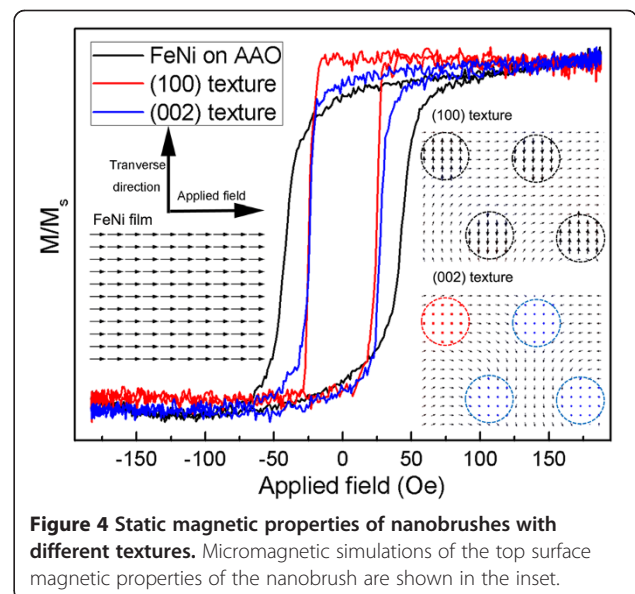 FeNi on AAO
(100) texture
(002) texture
Tranverse
direction
Applied field
FeNi film
(100) texture
(002) texture
M/Ms
-150 -100 -50 0 50 100 150
Applied field (Oe)
Figure 4 Static magnetic properties of nanobrushes with
different textures. Micromagnetic simulations of the top surface
magnetic properties of the nanobrush are shown in the inset.